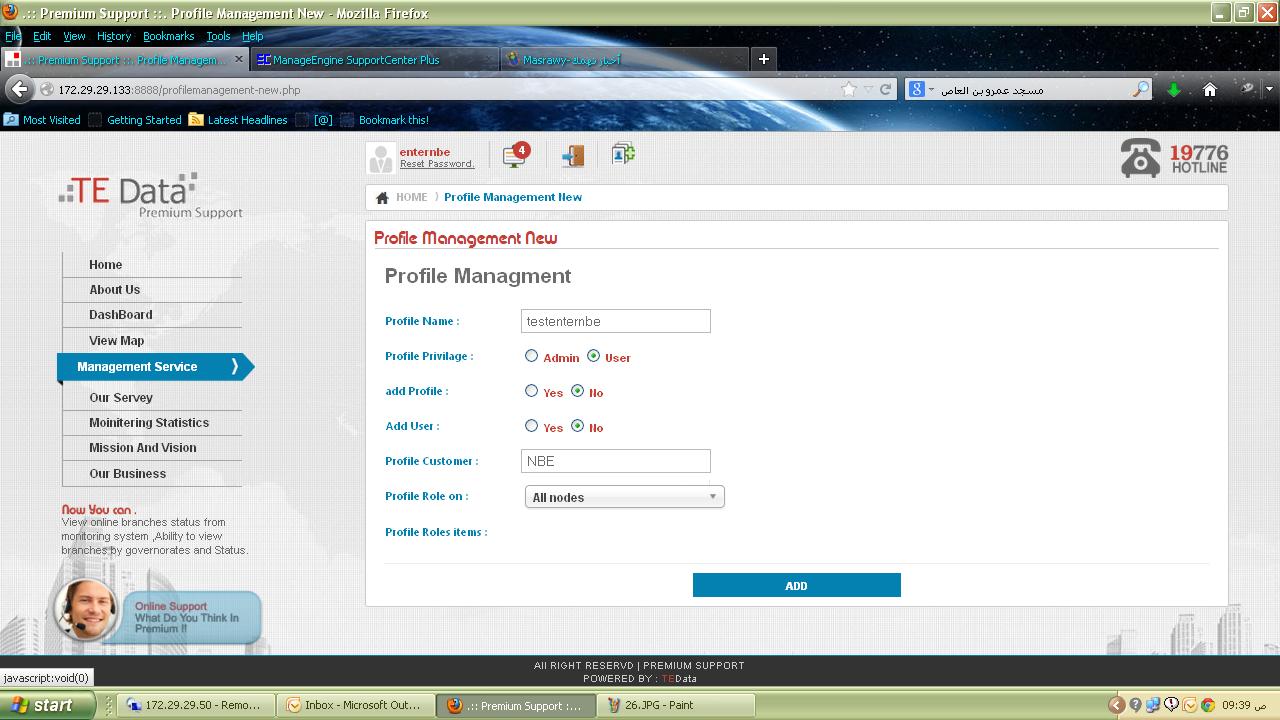 .:: Premium Support ::. Profile Management New - Mozilla Firefox
File Edit View History Bookmarks Tools Help
.:: Premium Support ::. Profile Managem...
ManageEngine SupportCenter Plus
Masrawy-أخبار تهمك
172.29.29.133:8888/profilemanagement-new.php
مسجد عمرو بن العاص
Most Visited Getting Started Latest Headlines [@] Bookmark this!
enternbe
Reset Password.
4
19776
HOTLINE
TE Data
Premium Support
HOME ) Profile Management New
Profile Management New
Profile Managment
Home
About Us
DashBoard
View Map
Management Service
Our Servey
Moinitering Statistics
Mission And Vision
Our Business
Profile Name : testenternbe
Profile Privilage : Admin User
add Profile : Yes No
Add User : Yes No
Profile Customer : NBE
Profile Role on : All nodes
Profile Roles items :
ADD
Now You can .
View online branches status from
monitoring system ,Ability to view
branches by governorates and Status.
Online Support
What Do You Think In
Premium !!
All RIGHT RESERVD | PREMIUM SUPPORT
POWERED BY : TEData
javascript:void(0)
start
172.29.29.50 - Remo...
Inbox - Microsoft Out...
.:: Premium Support :...
26.JPG - Paint
09:39 ص